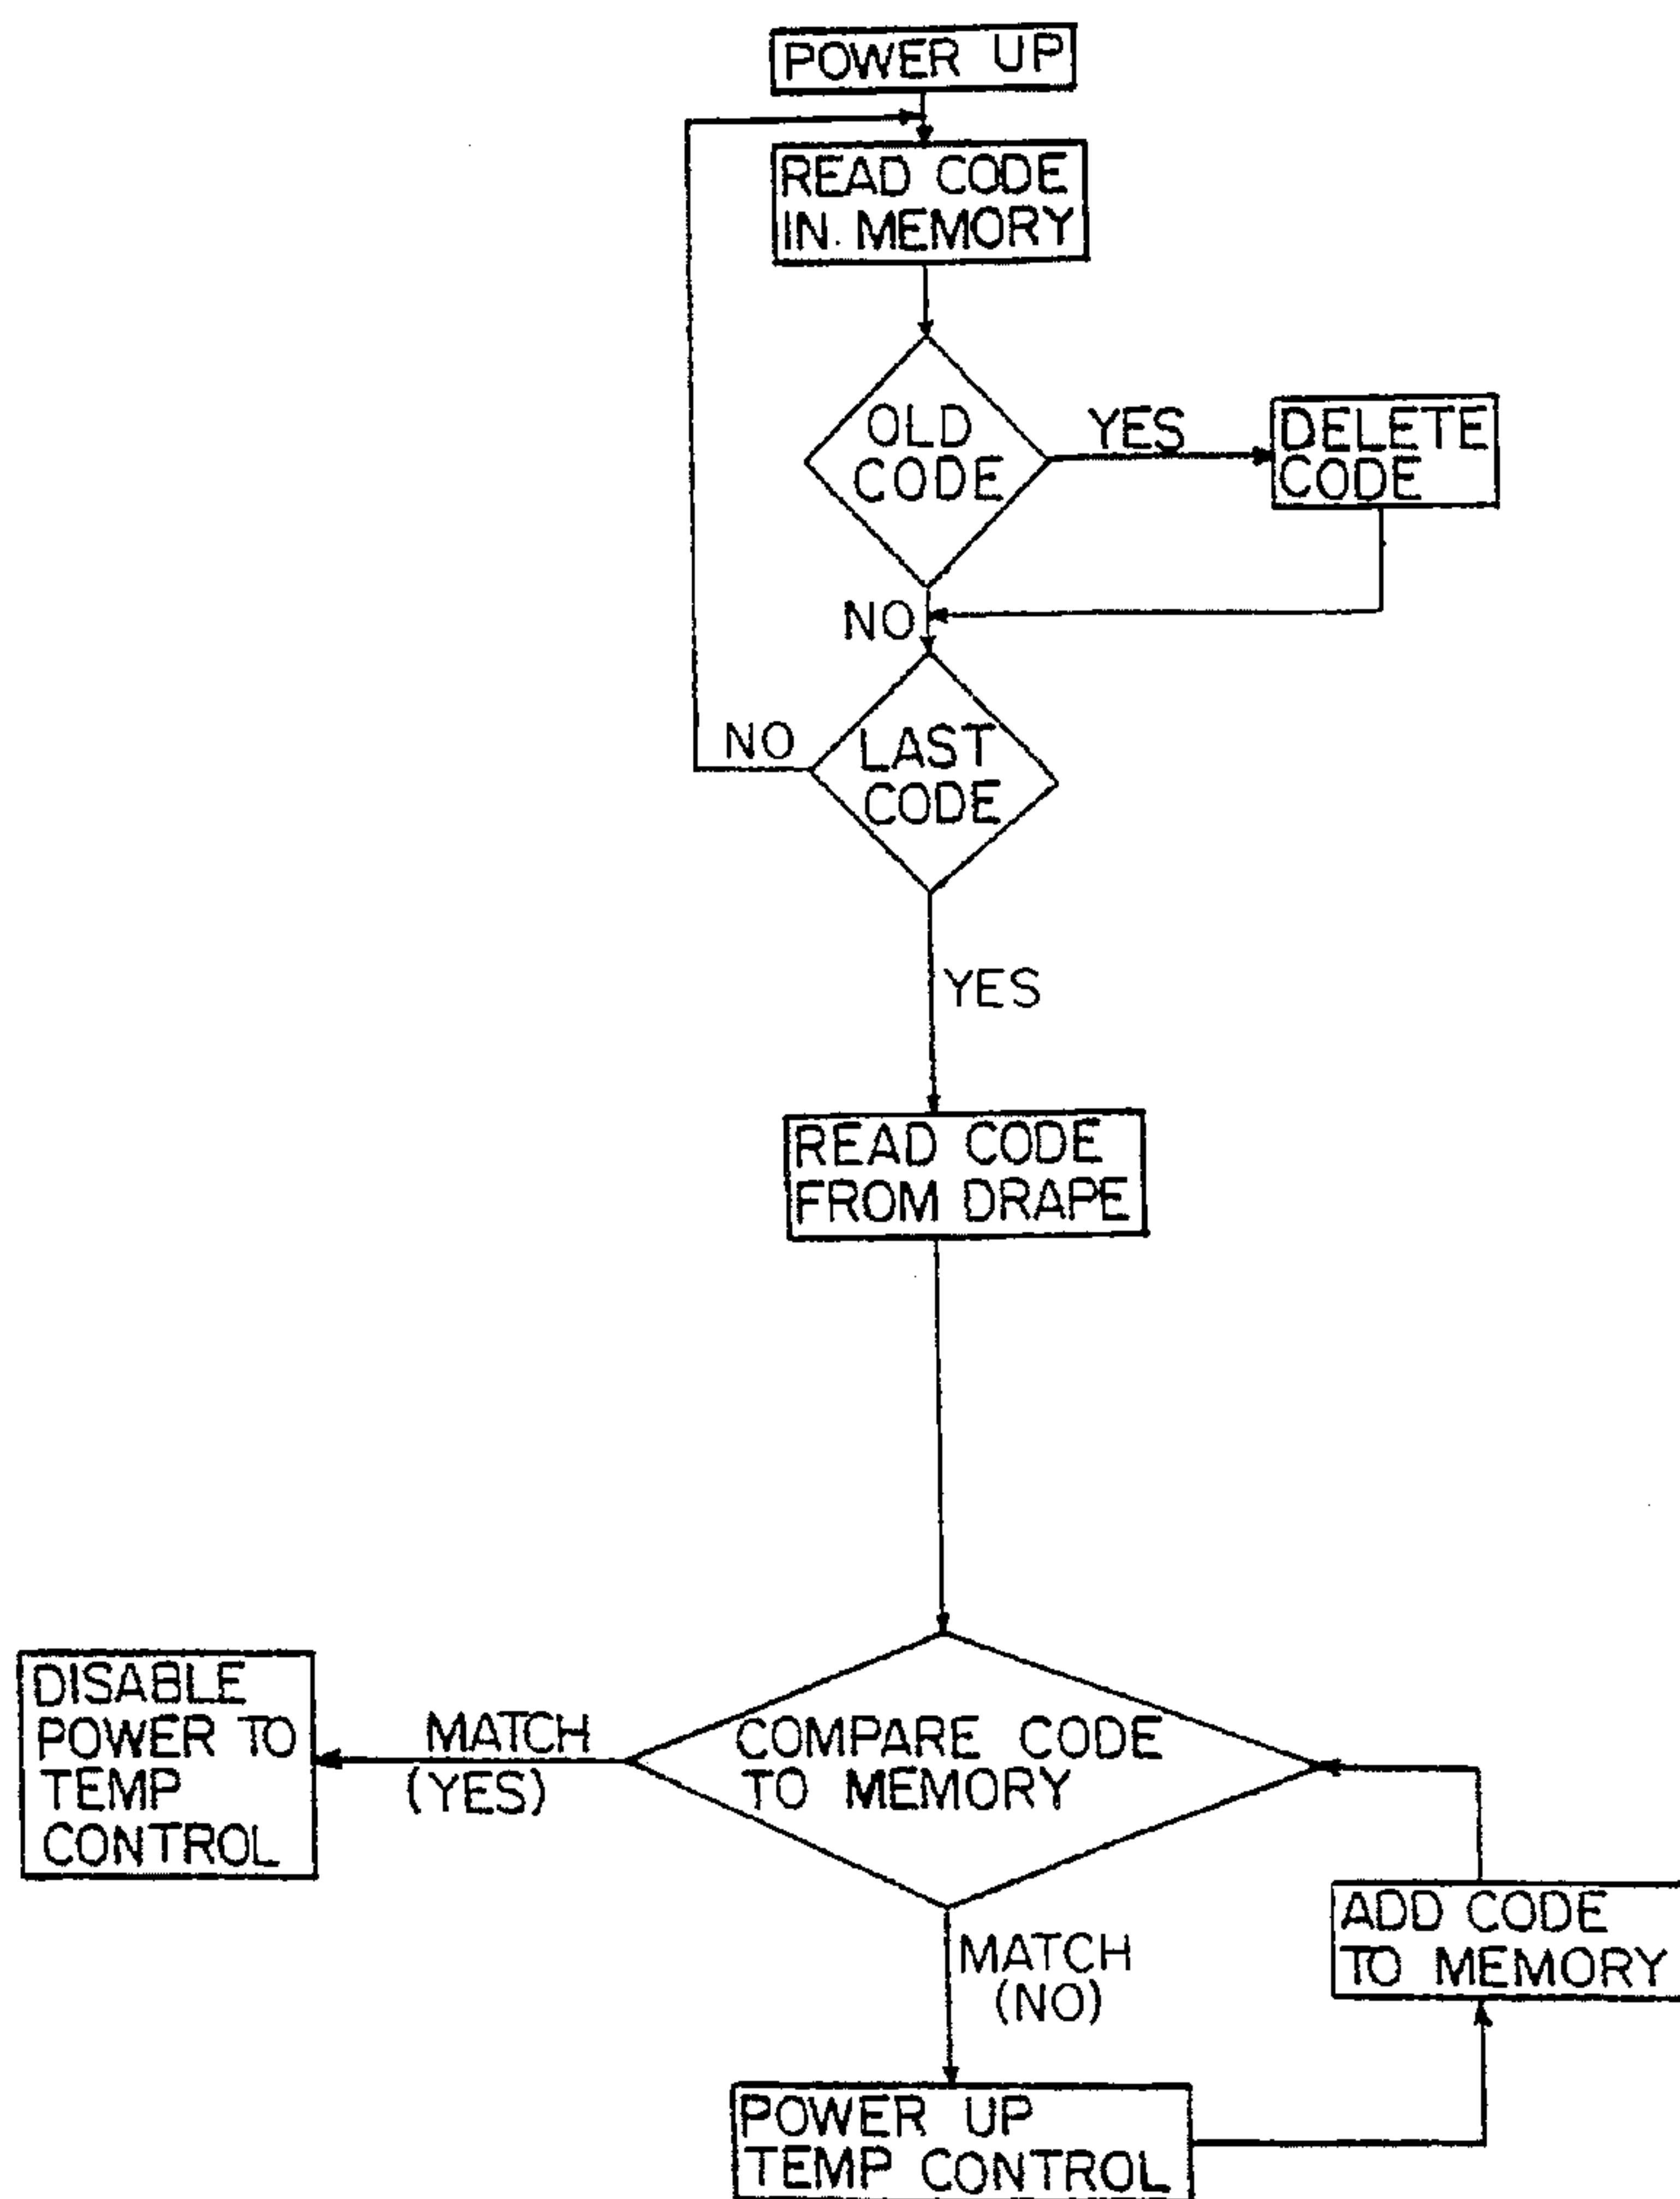 POWER UP
READ CODE
IN MEMORY
OLD
CODE
YES
DELETE
CODE
NO
LAST
CODE
NO
YES
READ CODE
FROM DRAPE
COMPARE CODE
TO MEMORY
MATCH
(YES)
DISABLE
POWER TO
TEMP
CONTROL
MATCH
(NO)
ADD CODE
TO MEMORY
POWER UP
TEMP CONTROL